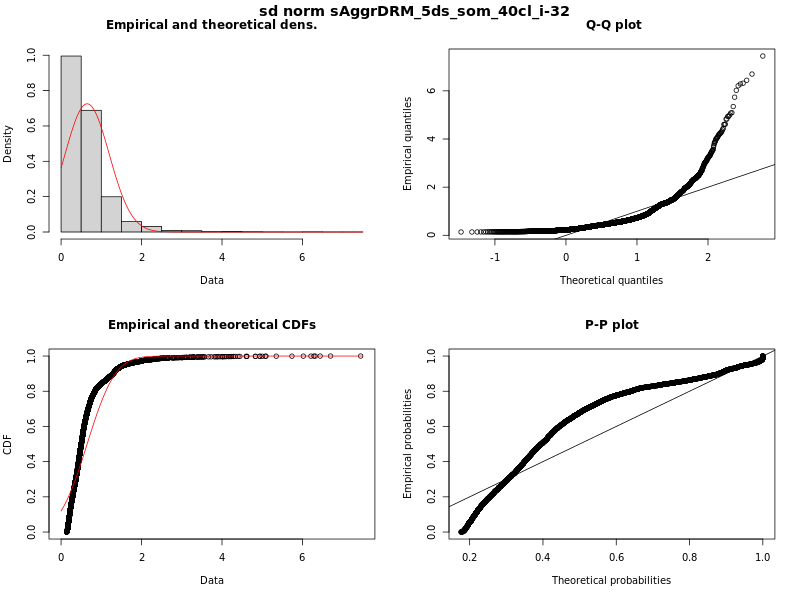 sd norm sAggrDRM_5ds_som_40cl_i-32
Empirical and theoretical dens.
Density
0.0 0.2 0.4 0.6 0.8 1.0
0 2 4 6
Data
Q-Q plot
Empirical quantiles
0 2 4 6
-1 0 1 2
Theoretical quantiles
Empirical and theoretical CDFs
CDF
0.0 0.2 0.4 0.6 0.8 1.0
0 2 4 6
Data
P-P plot
Empirical probabilities
0.0 0.2 0.4 0.6 0.8 1.0
0.2 0.4 0.6 0.8 1.0
Theoretical probabilities